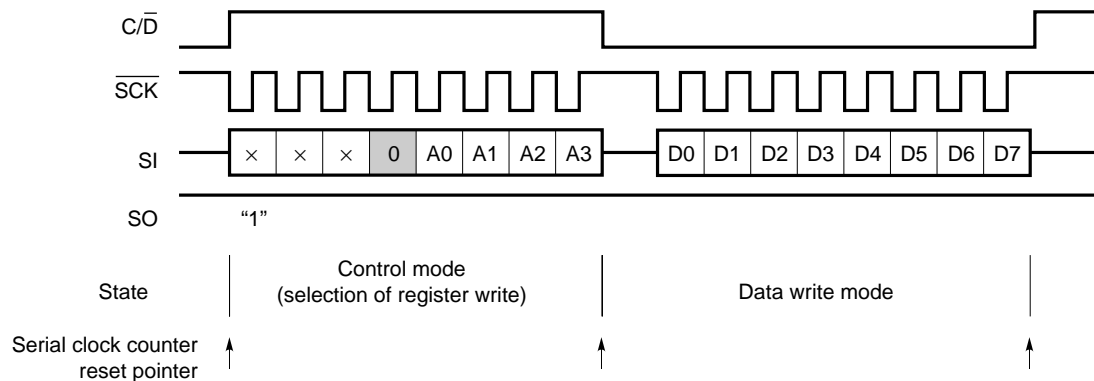 C/D̅
S̅C̅K̅
SI × × × 0 A0 A1 A2 A3 D0 D1 D2 D3 D4 D5 D6 D7
SO “1”
State Control mode (selection of register write) Data write mode
Serial clock counter
reset pointer